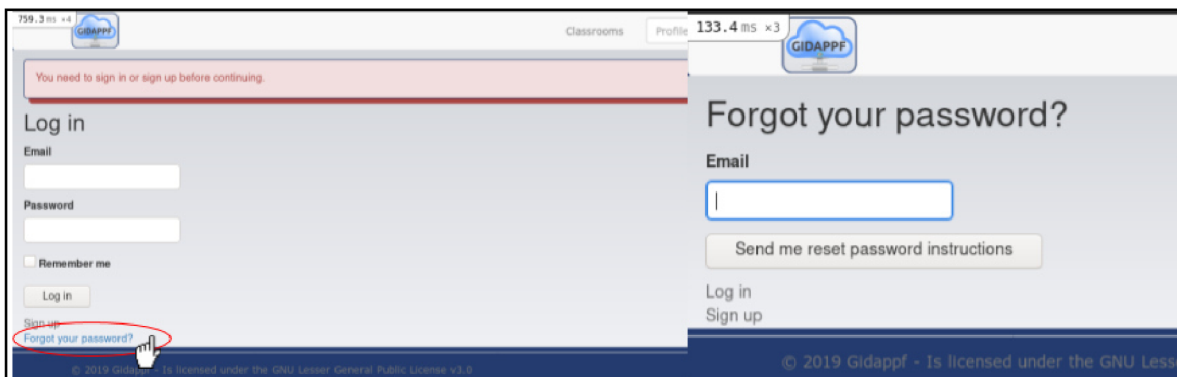 759.3 ms ×4
GIDAPPF
Classrooms
Profile
You need to sign in or sign up before continuing.
Log in
Email
Password
Remember me
Log in
Sign up
Forgot your password?
© 2019 Gidappf - Is licensed under the GNU Lesser General Public License v3.0
133.4 ms ×3
GIDAPPF
Forgot your password?
Email
Send me reset password instructions
Log in
Sign up
© 2019 Gidappf - Is licensed under the GNU Less